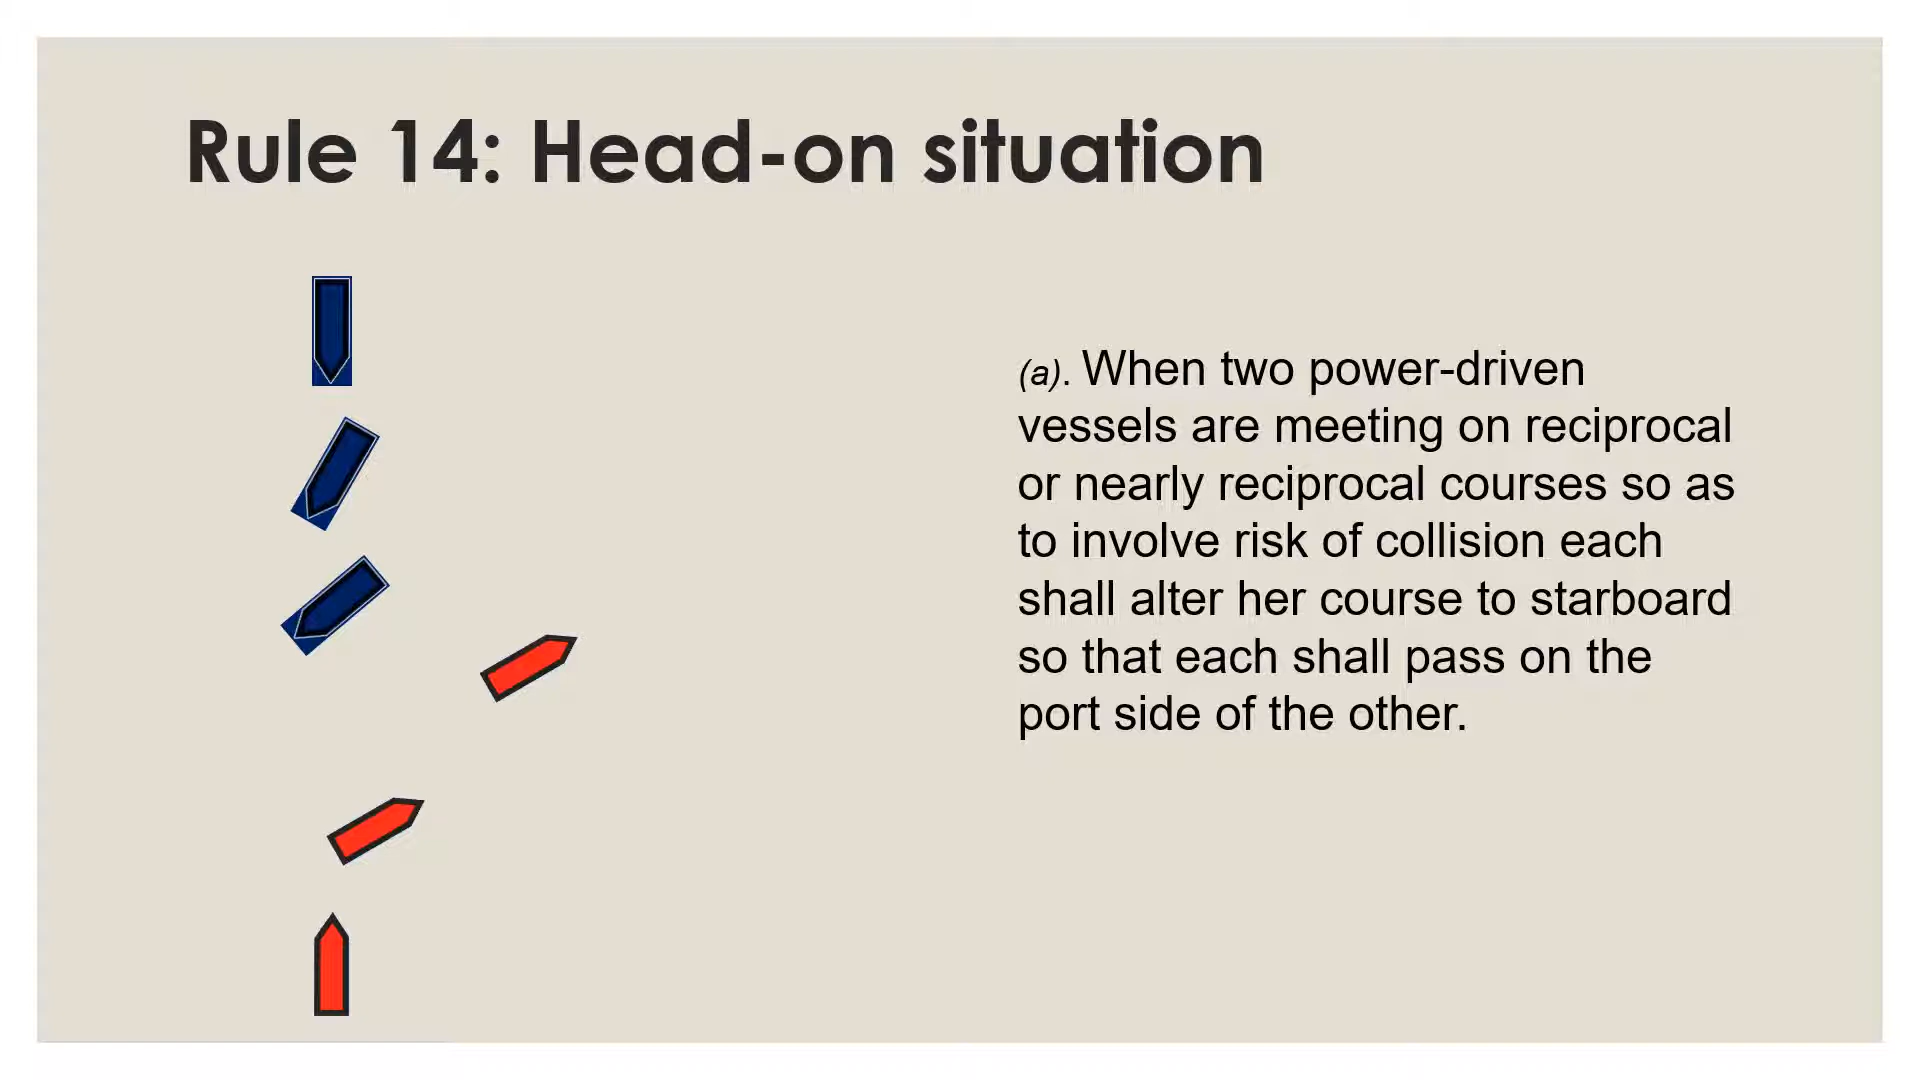 Rule 14: Head-on situation
(a). When two power-driven
vessels are meeting on reciprocal
or nearly reciprocal courses so as
to involve risk of collision each
shall alter her course to starboard
so that each shall pass on the
port side of the other.